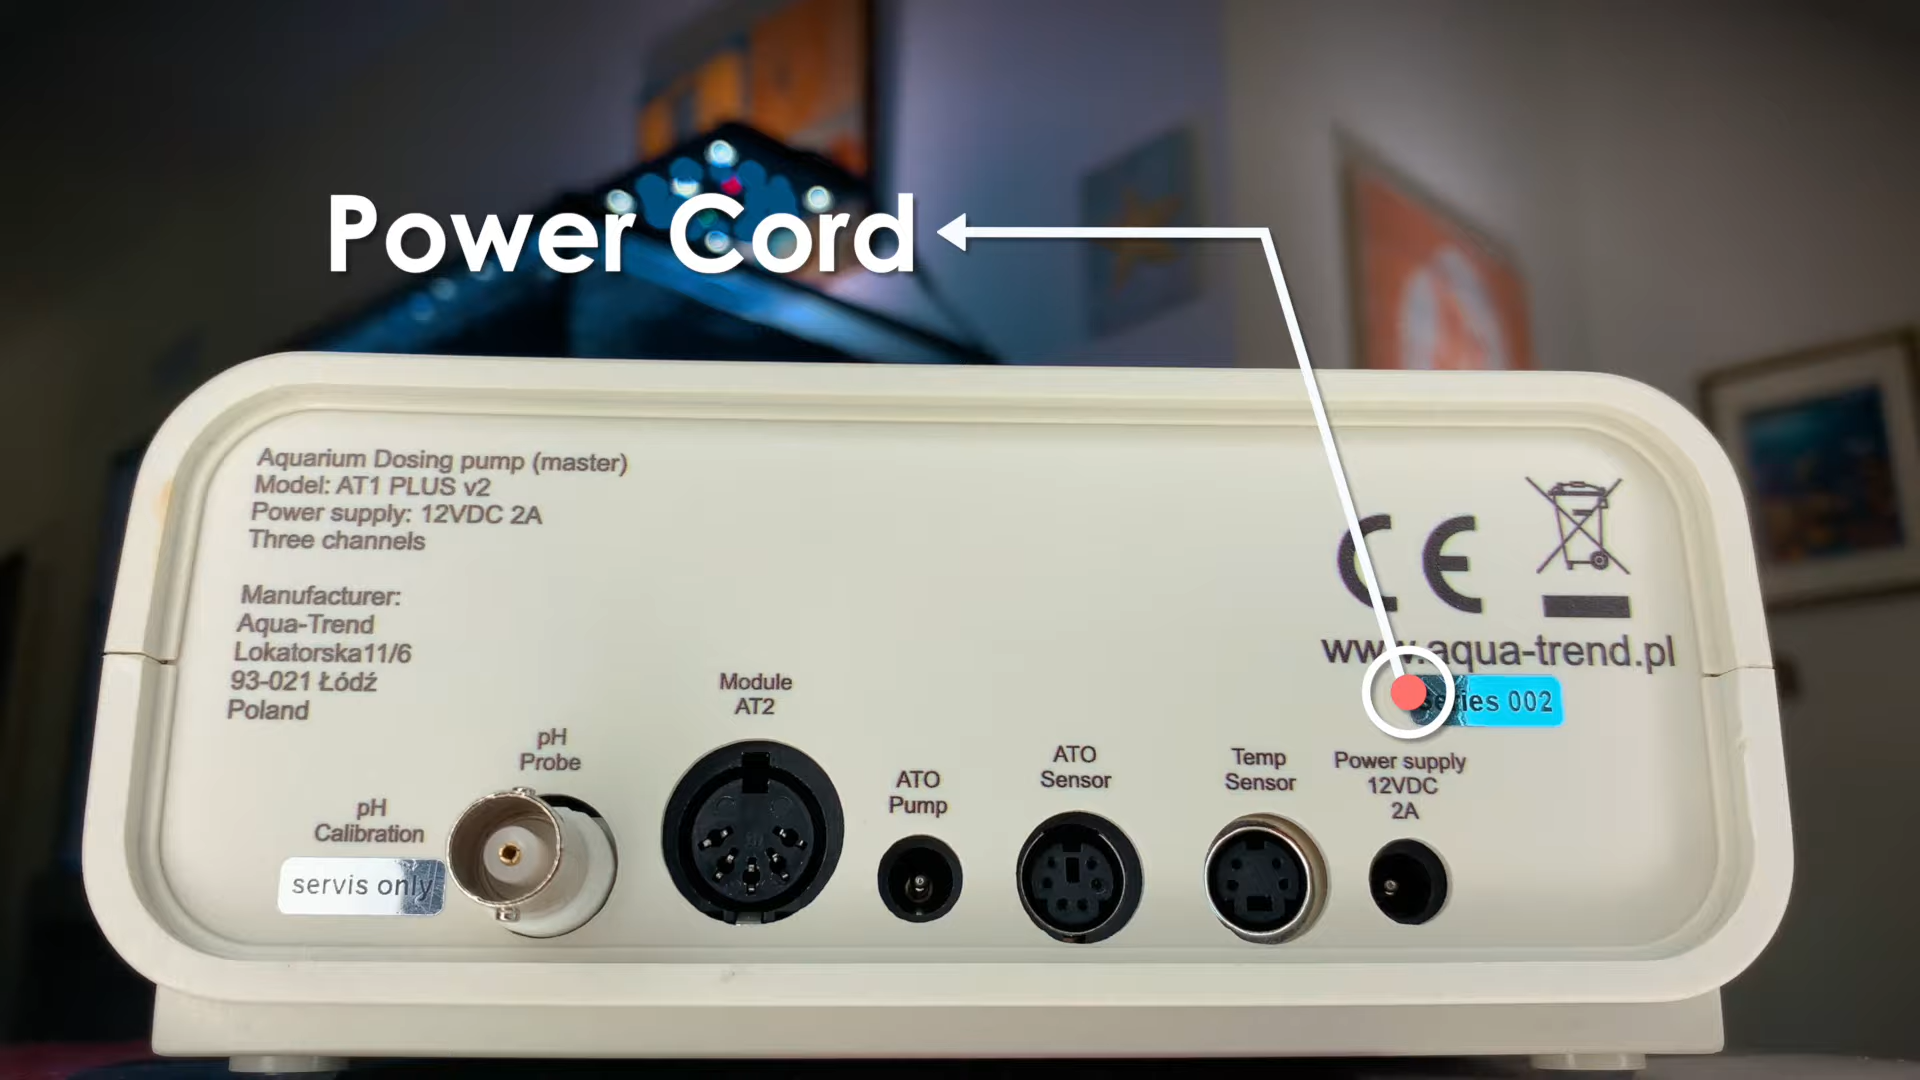 Power Cord
Aquarium Dosing pump (master)
Model: AT1 PLUS v2
Power supply: 12VDC 2A
Three channels
Manufacturer:
Aqua-Trend
Lokatorska11/6
93-021 Łódź
Poland
CE
www.aqua-trend.pl
Series 002
pH
Calibration
servis only
pH
Probe
Module
AT2
ATO
Pump
ATO
Sensor
Temp
Sensor
Power supply
12VDC
2A